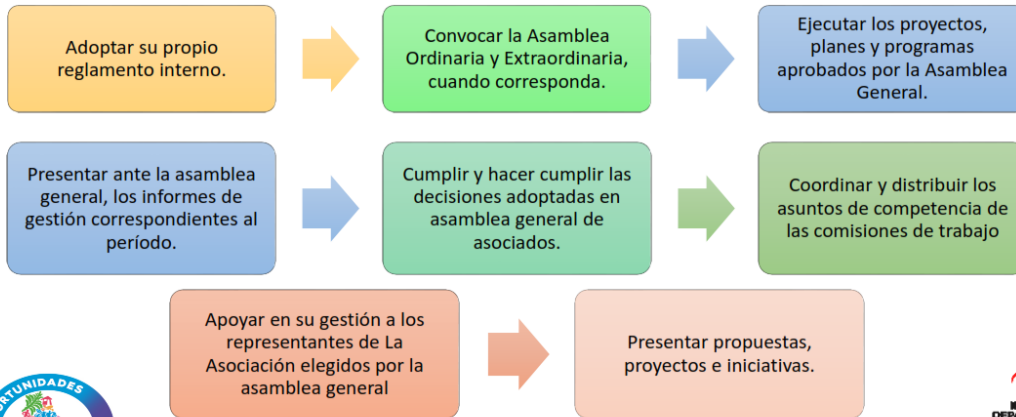 Adoptar su propio
reglamento interno.
Convocar la Asamblea
Ordinaria y Extraordinaria,
cuando corresponda.
Ejecutar los proyectos,
planes y programas
aprobados por la Asamblea
General.
Presentar ante la asamblea
general, los informes de
gestión correspondientes al
período.
Cumplir y hacer cumplir las
decisiones adoptadas en
asamblea general de
asociados.
Coordinar y distribuir los
asuntos de competencia de
las comisiones de trabajo
Apoyar en su gestión a los
representantes de La
Asociación elegidos por la
asamblea general
Presentar propuestas,
proyectos e iniciativas.